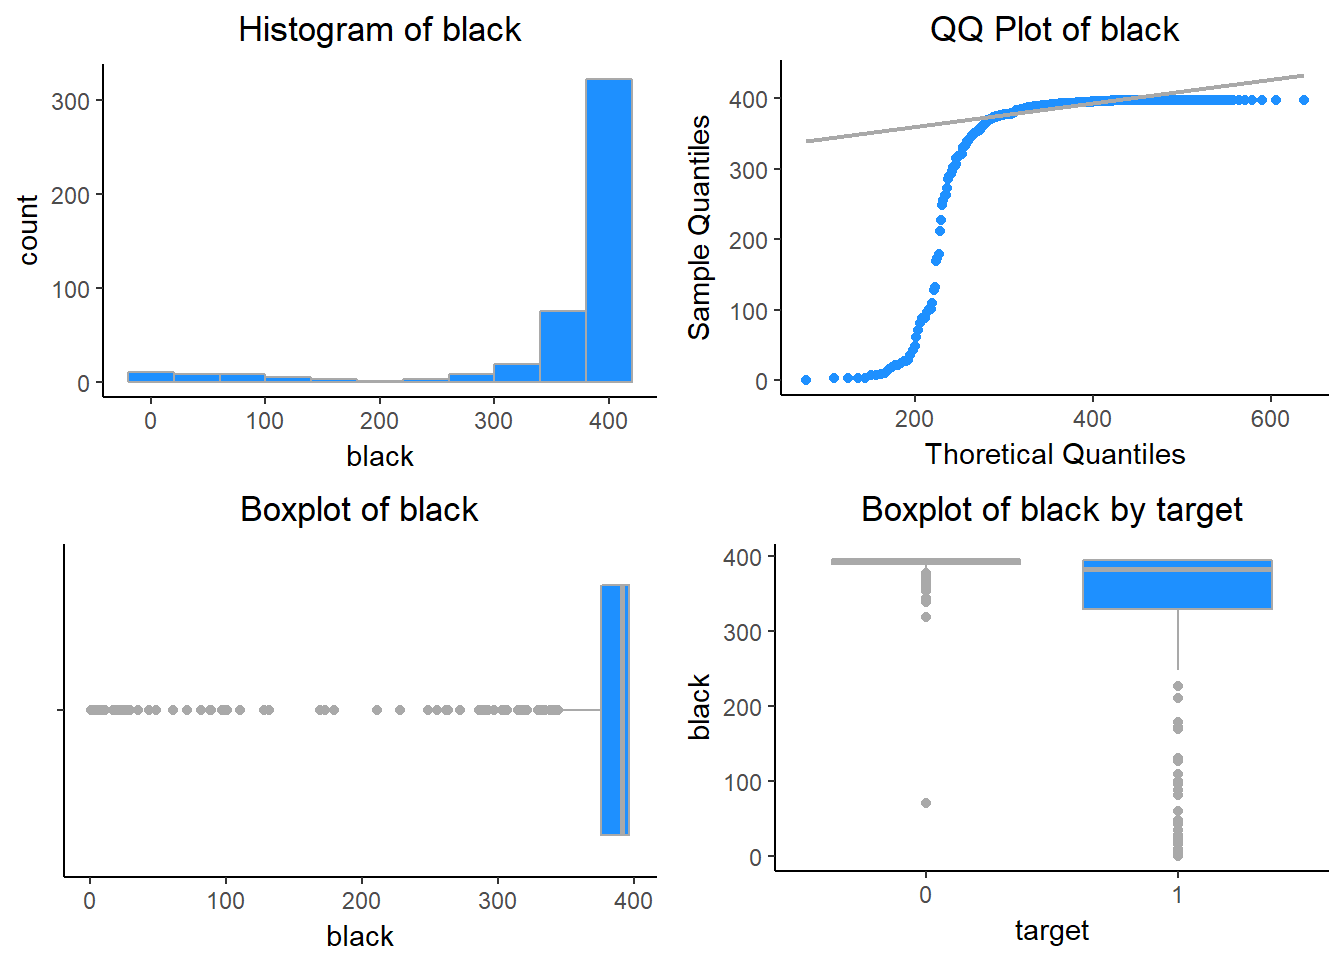 Histogram of black
count
300
200
100
0
0 100 200 300 400
black
QQ Plot of black
Sample Quantiles
400
300
200
100
0
200 400 600
Thoretical Quantiles
Boxplot of black
0 100 200 300 400
black
Boxplot of black by target
black
400
300
200
100
0
0 1
target